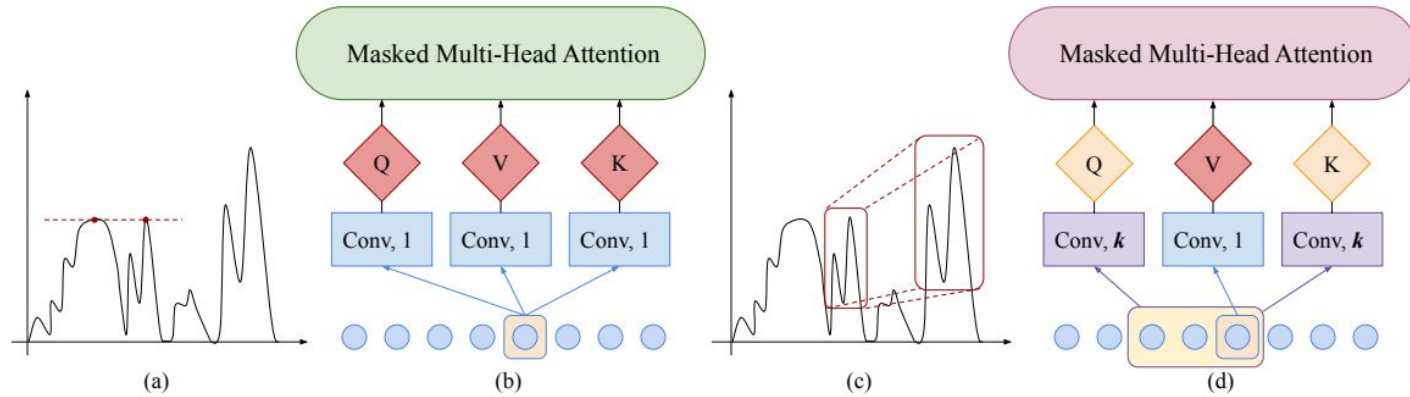 Masked Multi-Head Attention
Q
V
K
Conv, 1
Conv, 1
Conv, 1
(a)
(b)
Masked Multi-Head Attention
Q
V
K
Conv, k
Conv, 1
Conv, k
(c)
(d)